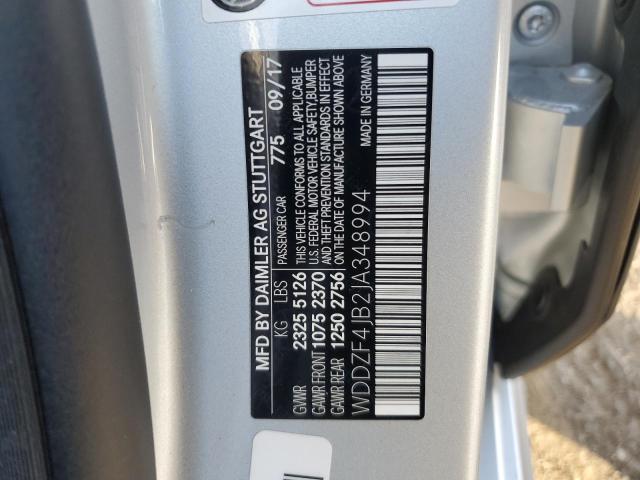 MFD BY DAIMLER AG STUTTGART
KG LBS PASSENGER CAR 775 09/17
GVWR 2325 5126 THIS VEHICLE CONFORMS TO ALL APPLICABLE
GAWR FRONT 1075 2370 U.S. FEDERAL MOTOR VEHICLE SAFETY,BUMPER
AND THEFT PREVENTION STANDARDS IN EFFECT
GAWR REAR 1250 2756 ON THE DATE OF MANUFACTURE SHOWN ABOVE
MADE IN GERMANY
WDDZF4JB2JA348994